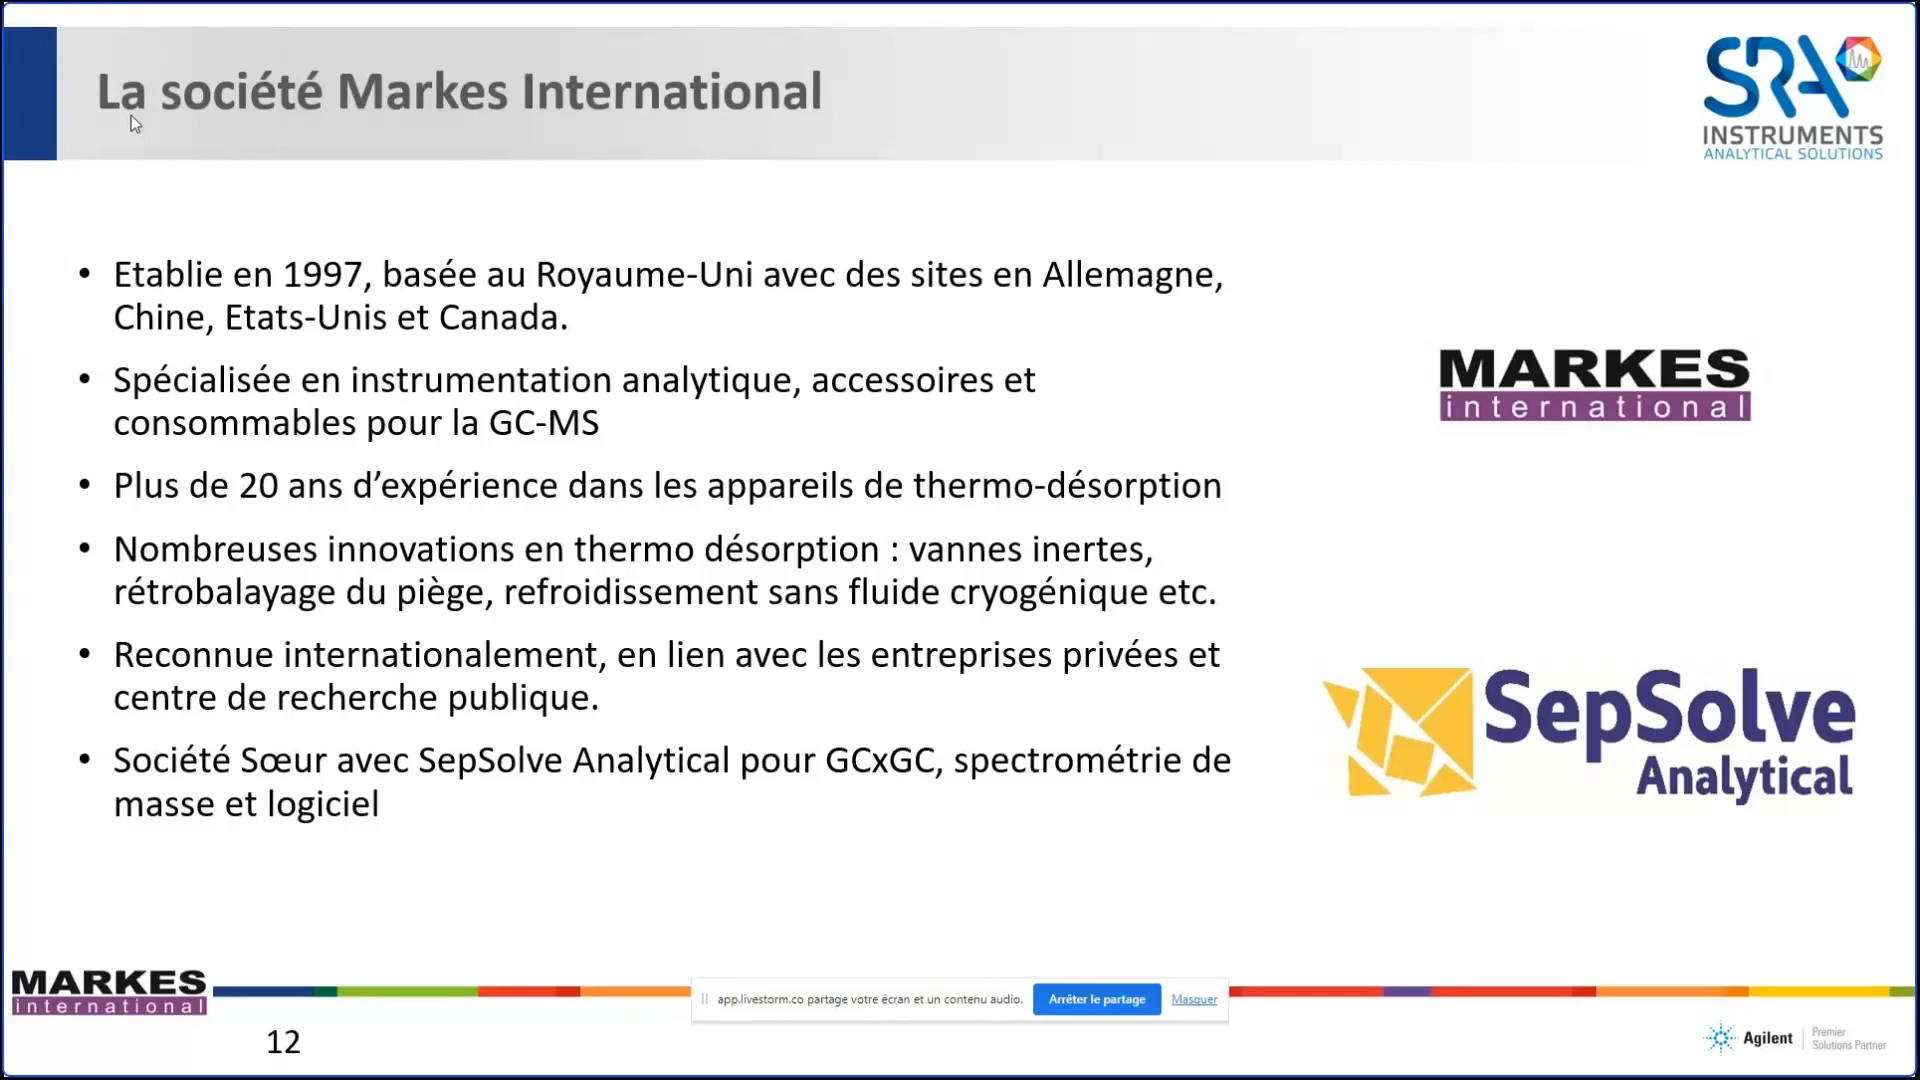 La société Markes International
SRA
INSTRUMENTS
ANALYTICAL SOLUTIONS
• Etablie en 1997, basée au Royaume-Uni avec des sites en Allemagne,
Chine, Etats-Unis et Canada.
• Spécialisée en instrumentation analytique, accessoires et
consommables pour la GC-MS
• Plus de 20 ans d’expérience dans les appareils de thermo-désorption
• Nombreuses innovations en thermo désorption : vannes inertes,
rétrobalayage du piège, refroidissement sans fluide cryogénique etc.
• Reconnue internationalement, en lien avec les entreprises privées et
centre de recherche publique.
• Société Sœur avec SepSolve Analytical pour GCxGC, spectrométrie de
masse et logiciel
MARKES
international
SepSolve
Analytical
MARKES
international
app.livestorm.co partage votre écran et un contenu audio.
Arrêter le partage
Masquer
12
Agilent
Premier
Solutions Partner